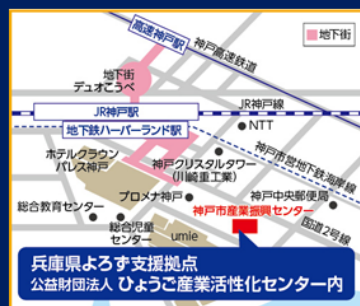 高速神戸駅
神戸高速鉄道
地下街
地下街
デュオこうべ
JR神戸駅
JR神戸線
地下鉄ハーバーランド駅
NTT
ホテルクラウン
パレス神戸
神戸クリスタルタワー
(川崎重工業)
神戸市営地下鉄海岸線
プロメナ神戸
神戸中央郵便局
総合教育センター
神戸市産業振興センター
総合児童
センター
umie
国道2号線
兵庫県よろず支援拠点
公益財団法人 ひょうご産業活性化センター内